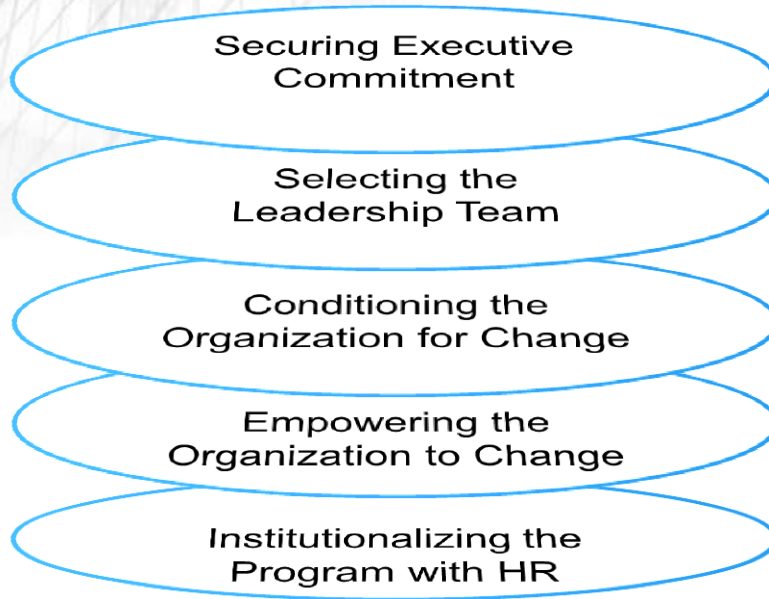 Securing Executive
Commitment
Selecting the
Leadership Team
Conditioning the
Organization for Change
Empowering the
Organization to Change
Institutionalizing the
Program with HR